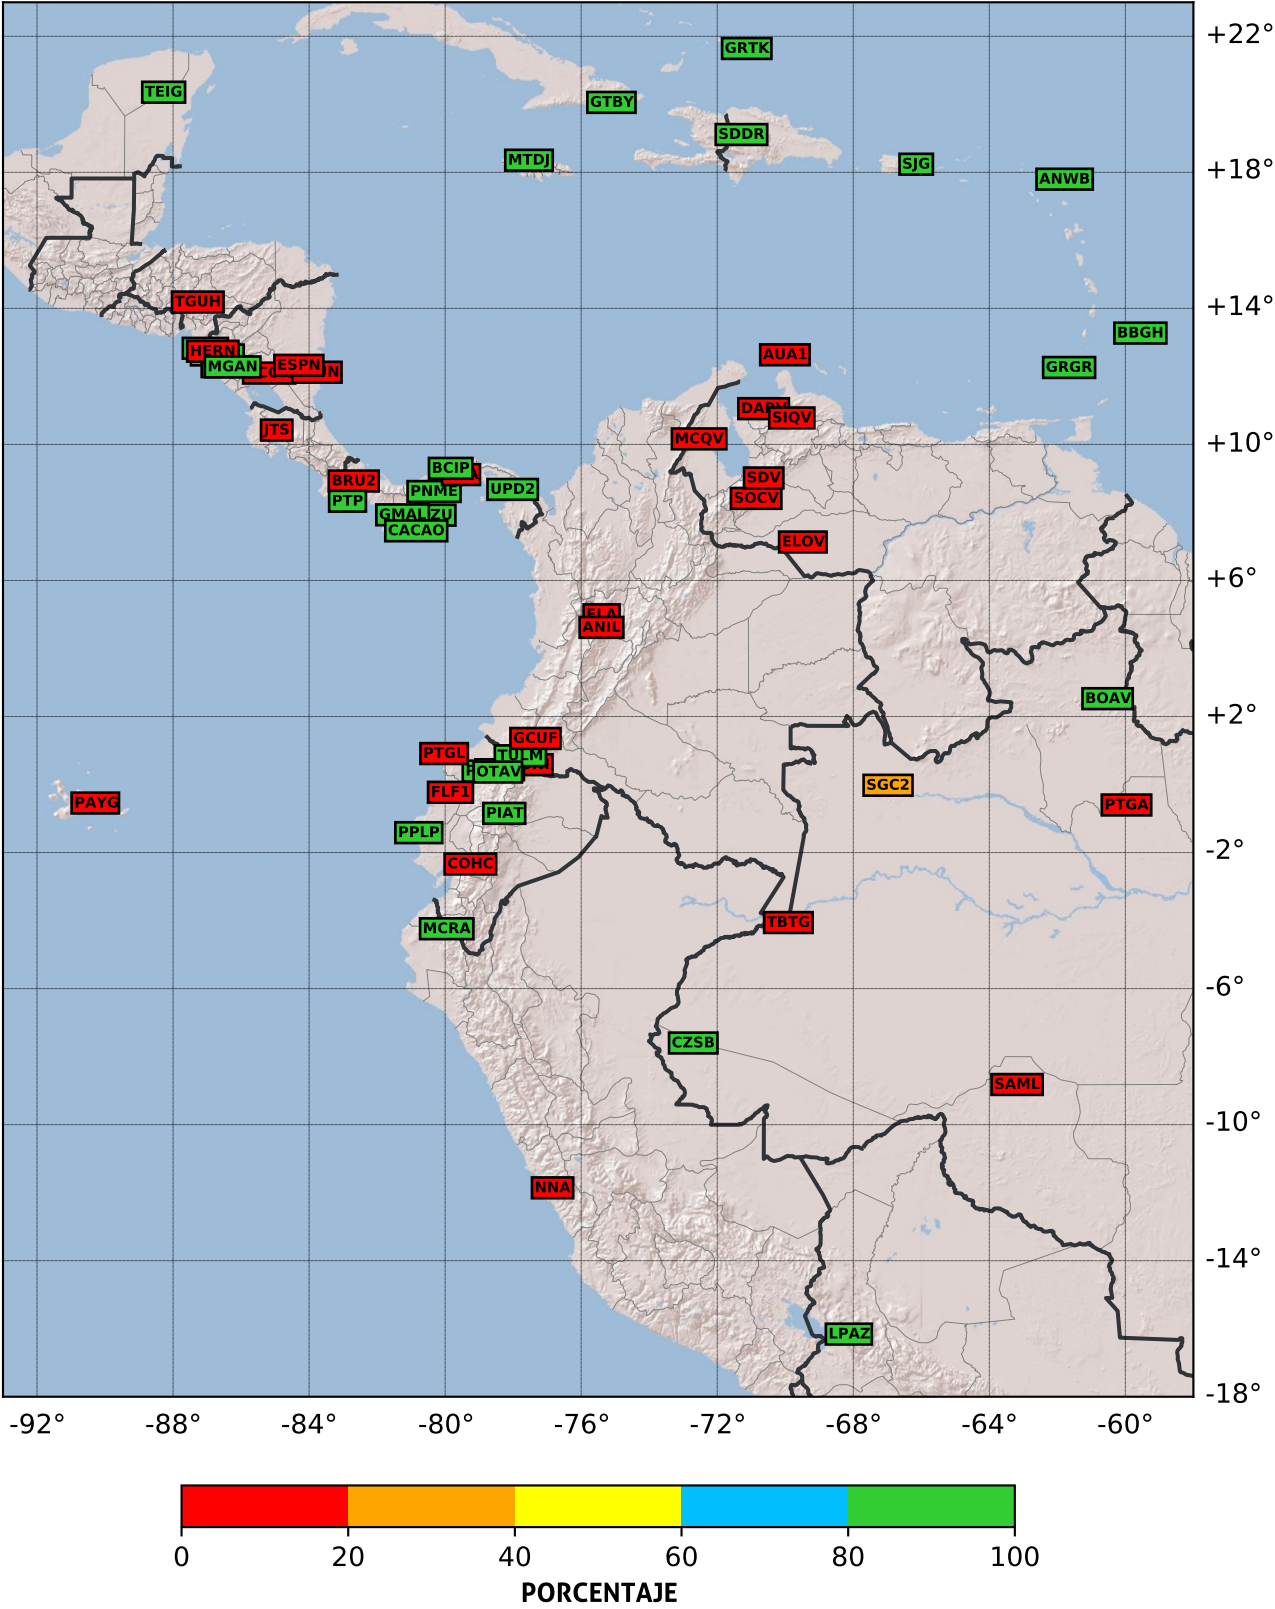 +22°
GRTK
TEIG
GTBY
SDDR
MTDJ
SJG
+18°
ANWB
+14°
TGUH
BBGH
HERN
AUA1
MGAN
ESPN
GRGR
SIQV
JTS
MCQV
+10°
BCIP
BRU2
SDV
PNME
UPD2
PTP
SOCV
GMAL
CACAO
ELOV
+6°
ANIL
BOAV
+2°
GCUF
PTGL
TULM
SGC2
FLF1
PAYG
PTGA
PIAT
PPLP
-2°
COHC
TBTG
MCRA
-6°
CZSB
SAML
-10°
NNA
-14°
LPAZ
-18°
-92° -88° -84° -80° -76° -72° -68° -64° -60°
0 20 40 60 80 100
PORCENTAJE